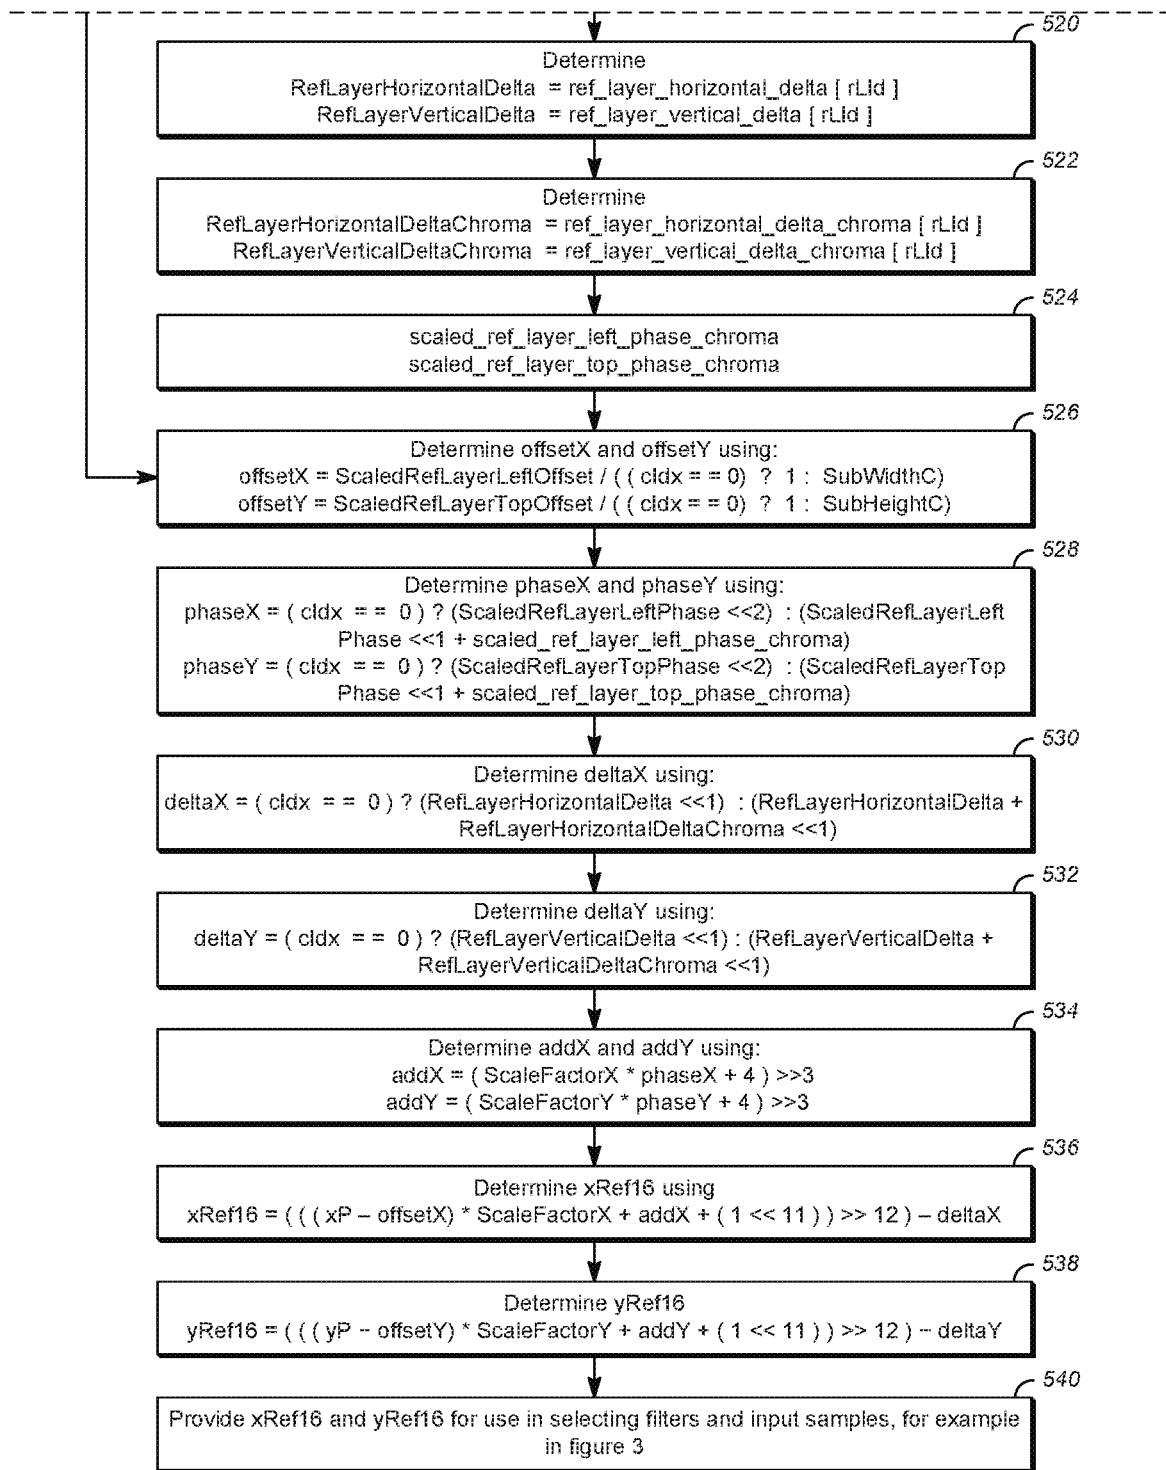 520
Determine
RefLayerHorizontalDelta = ref_layer_horizontal_delta [ rLId ]
RefLayerVerticalDelta = ref_layer_vertical_delta [ rLId ]
522
Determine
RefLayerHorizontalDeltaChroma = ref_layer_horizontal_delta_chroma [ rLId ]
RefLayerVerticalDeltaChroma = ref_layer_vertical_delta_chroma [ rLId ]
524
scaled_ref_layer_left_phase_chroma
scaled_ref_layer_top_phase_chroma
526
Determine offsetX and offsetY using:
offsetX = ScaledRefLayerLeftOffset / ( ( cIdx = = 0) ? 1 : SubWidthC)
offsetY = ScaledRefLayerTopOffset / ( ( cIdx = = 0) ? 1 : SubHeightC)
528
Determine phaseX and phaseY using:
phaseX = ( cIdx = = 0 ) ? (ScaledRefLayerLeftPhase <<2) : (ScaledRefLayerLeft
Phase <<1 + scaled_ref_layer_left_phase_chroma)
phaseY = ( cIdx = = 0 ) ? (ScaledRefLayerTopPhase <<2) : (ScaledRefLayerTop
Phase <<1 + scaled_ref_layer_top_phase_chroma)
530
Determine deltaX using:
deltaX = ( cIdx = = 0 ) ? (RefLayerHorizontalDelta <<1) : (RefLayerHorizontalDelta +
RefLayerHorizontalDeltaChroma <<1)
532
Determine deltaY using:
deltaY = ( cIdx = = 0 ) ? (RefLayerVerticalDelta <<1) : (RefLayerVerticalDelta +
RefLayerVerticalDeltaChroma <<1)
534
Determine addX and addY using:
addX = ( ScaleFactorX * phaseX + 4 ) >>3
addY = ( ScaleFactorY * phaseY + 4 ) >>3
536
Determine xRef16 using
xRef16 = ( ( ( xP – offsetX) * ScaleFactorX + addX + ( 1 << 11 ) ) >> 12 ) – deltaX
538
Determine yRef16
yRef16 = ( ( ( yP – offsetY) * ScaleFactorY + addY + ( 1 << 11 ) ) >> 12 ) – deltaY
540
Provide xRef16 and yRef16 for use in selecting filters and input samples, for example
in figure 3